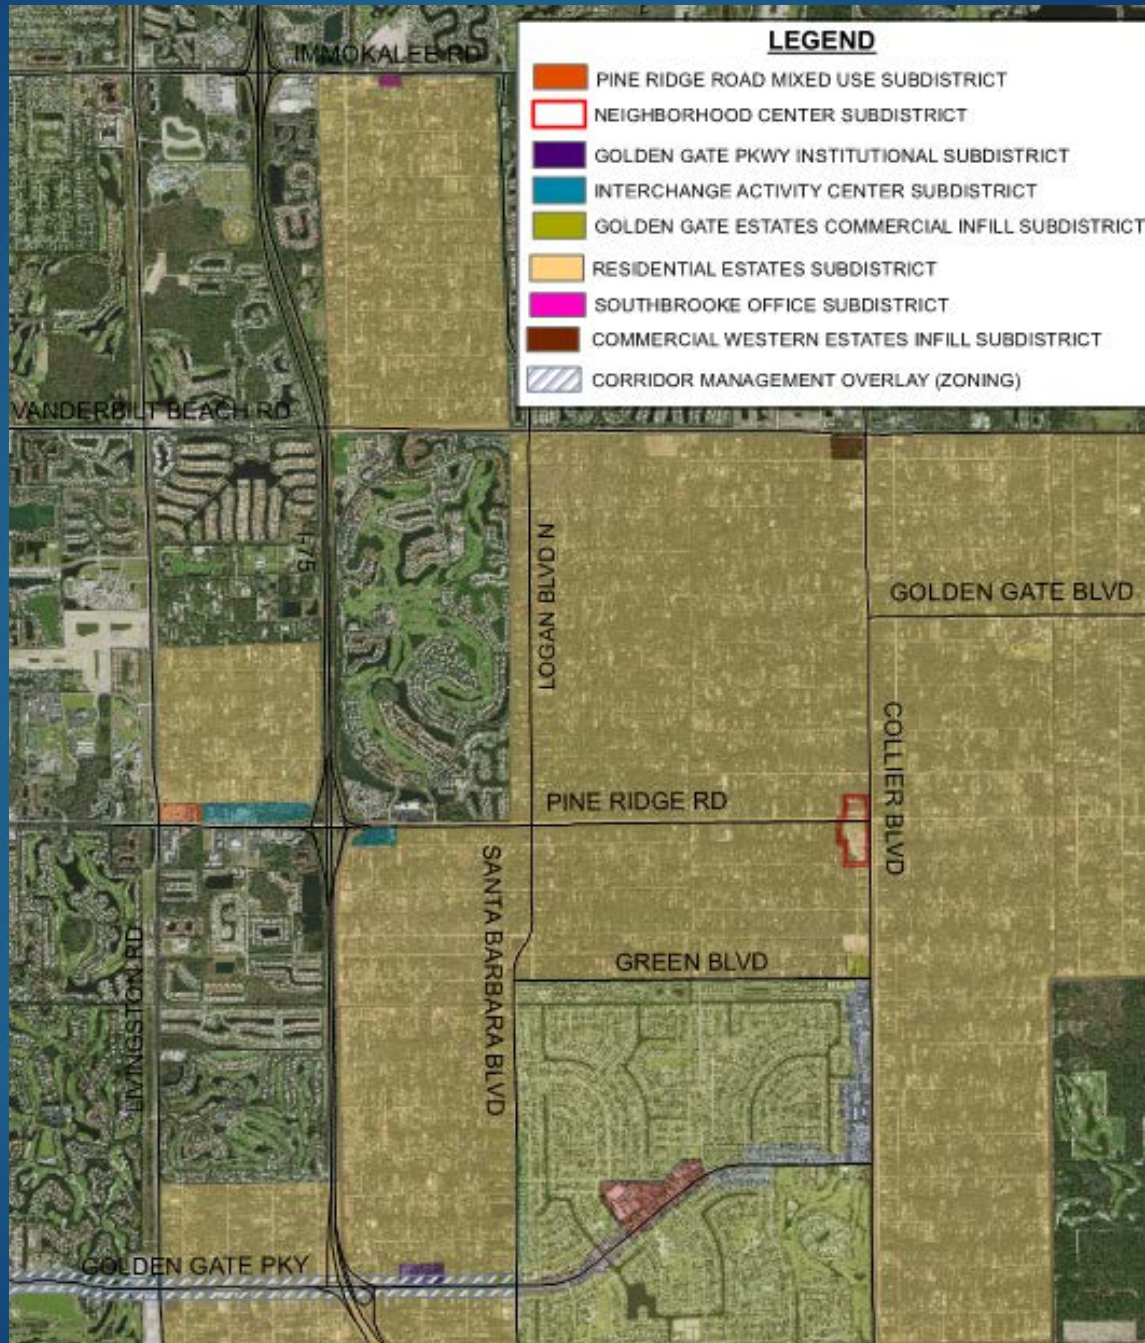 LEGEND
PINE RIDGE ROAD MIXED USE SUBDISTRICT
NEIGHBORHOOD CENTER SUBDISTRICT
GOLDEN GATE PKWY INSTITUTIONAL SUBDISTRICT
INTERCHANGE ACTIVITY CENTER SUBDISTRICT
GOLDEN GATE ESTATES COMMERCIAL INFILL SUBDISTRICT
RESIDENTIAL ESTATES SUBDISTRICT
SOUTHBROOKE OFFICE SUBDISTRICT
COMMERCIAL WESTERN ESTATES INFILL SUBDISTRICT
CORRIDOR MANAGEMENT OVERLAY (ZONING)
IMMOKALEE RD
VANDERBILT BEACH RD
I-75
LOGAN BLVD N
GOLDEN GATE BLVD
COLLIER BLVD
PINE RIDGE RD
SANTA BARBARA BLVD
LIVINGSTON RD
GREEN BLVD
GOLDEN GATE PKY